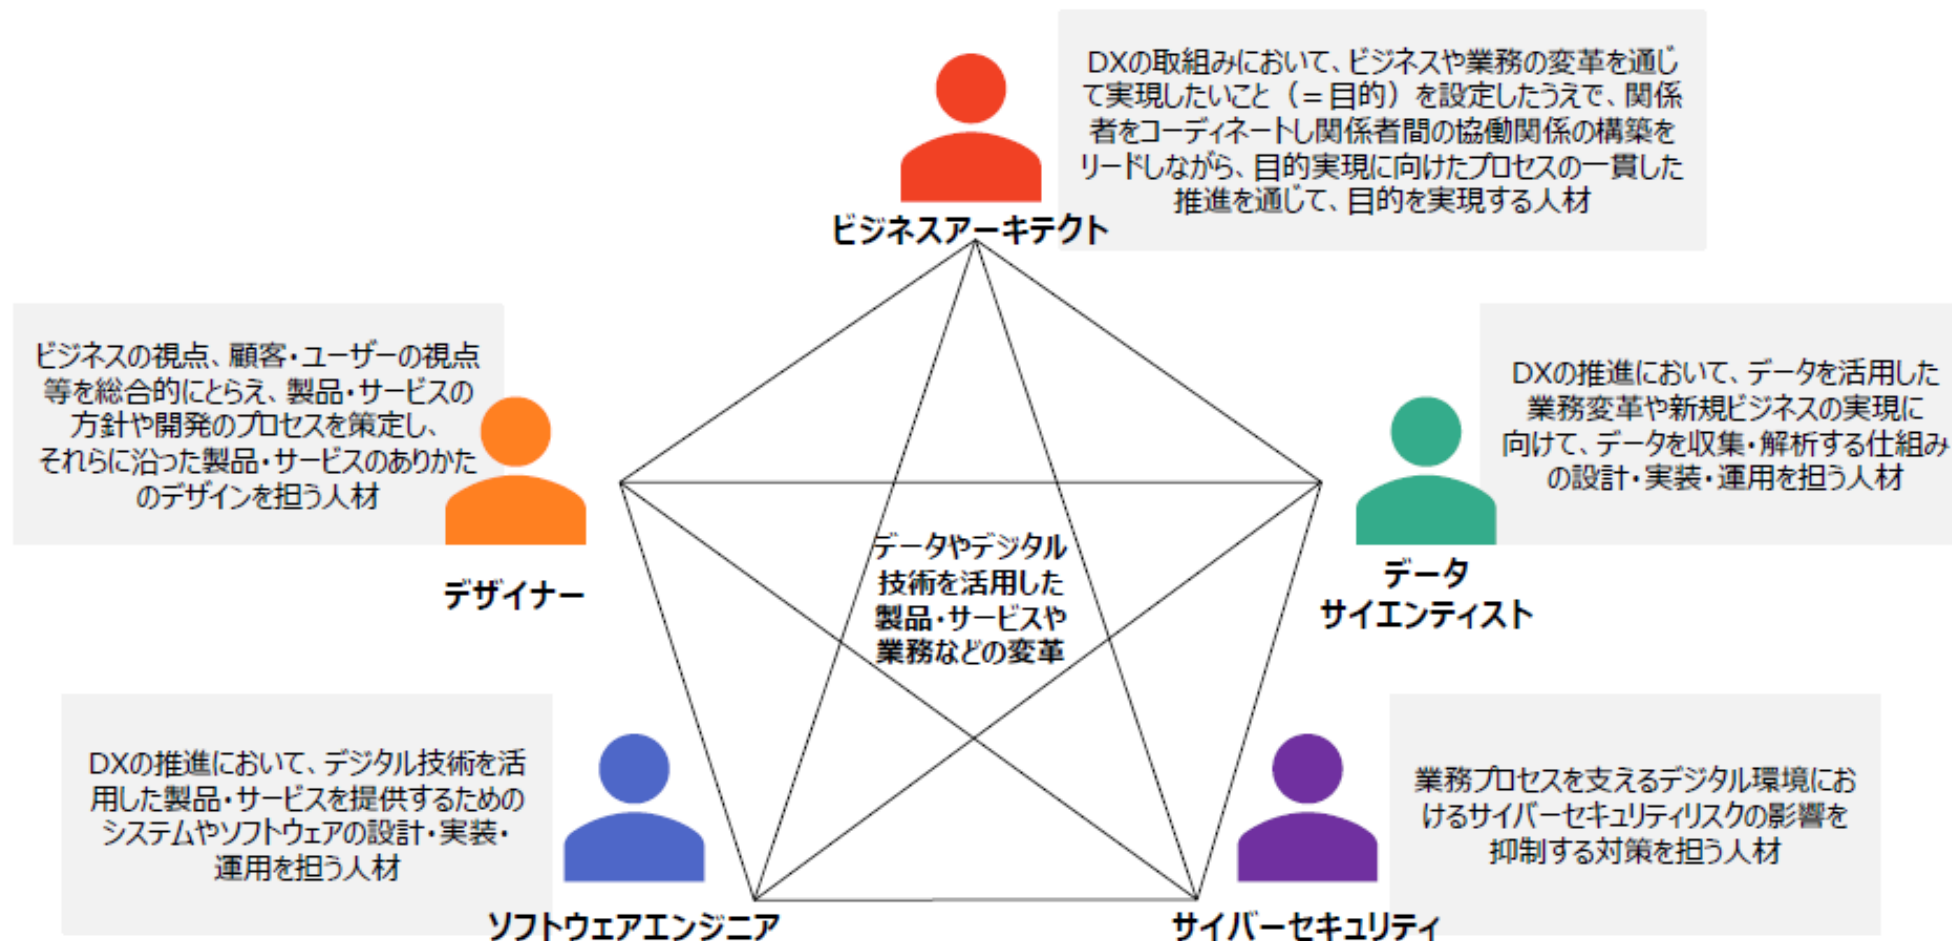 DXの取組みにおいて、ビジネスや業務の変革を通じ
て実現したいこと（＝目的）を設定したうえで、関係
者をコーディネートし関係者間の協働関係の構築を
リードしながら、目的実現に向けたプロセスの一貫した
推進を通じて、目的を実現する人材
ビジネスアーキテクト
ビジネスの視点、顧客・ユーザーの視点
等を総合的にとらえ、製品・サービスの
方針や開発のプロセスを策定し、
それらに沿った製品・サービスのありかた
のデザインを担う人材
デザイナー
DXの推進において、データを活用した
業務変革や新規ビジネスの実現に
向けて、データを収集・解析する仕組み
の設計・実装・運用を担う人材
データ
サイエンティスト
データやデジタル
技術を活用した
製品・サービスや
業務などの変革
DXの推進において、デジタル技術を活
用した製品・サービスを提供するための
システムやソフトウェアの設計・実装・
運用を担う人材
ソフトウェアエンジニア
業務プロセスを支えるデジタル環境にお
けるサイバーセキュリティリスクの影響を
抑制する対策を担う人材
サイバーセキュリティ